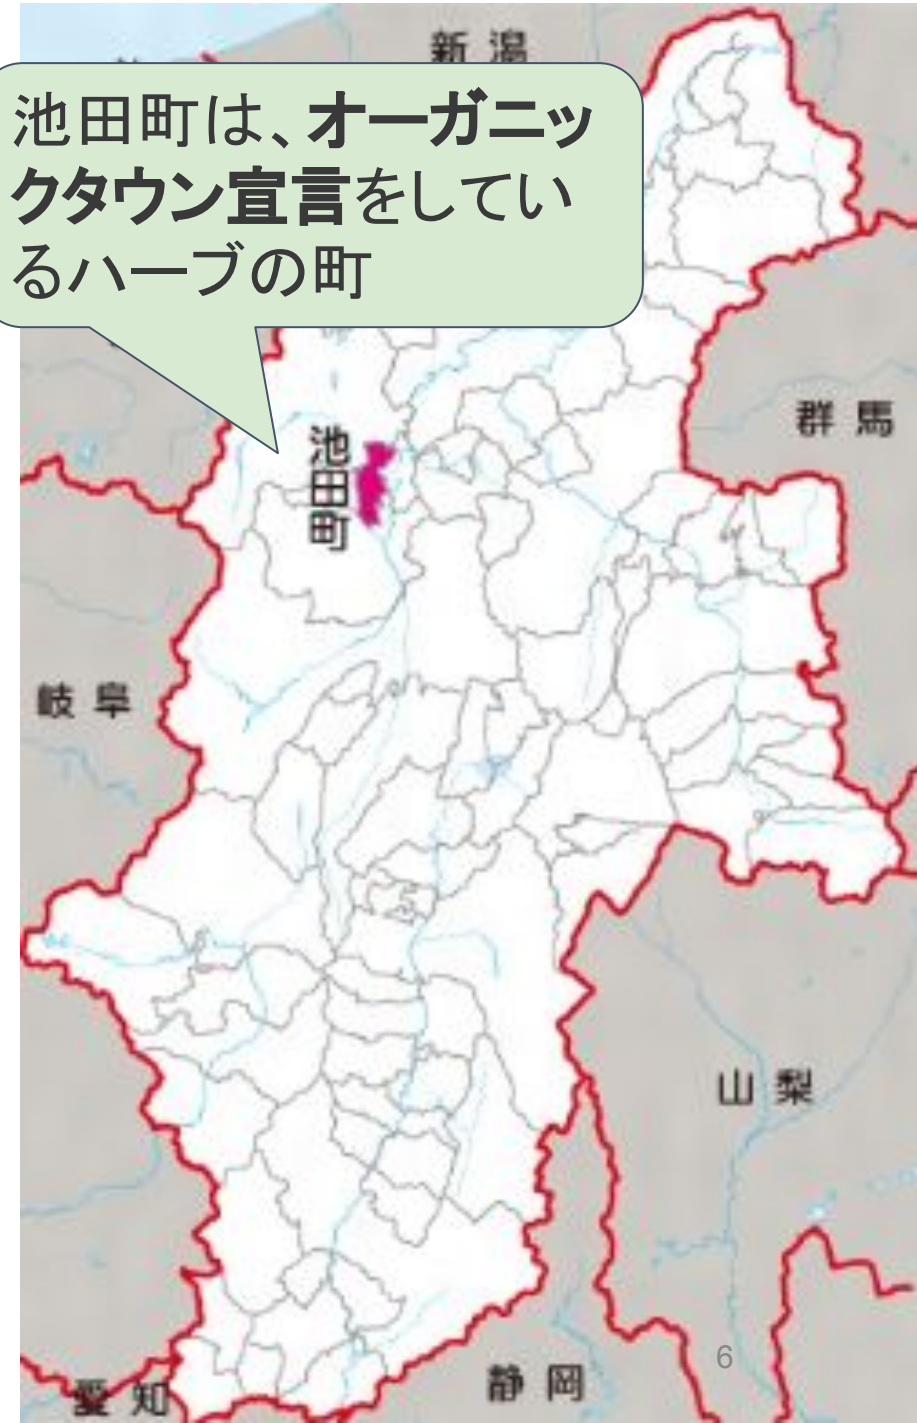 新潟
池田町は、オーガニッ
クタウン宣言をしてい
るハーブの町
群馬
池田町
岐阜
山梨
静岡
愛知
6